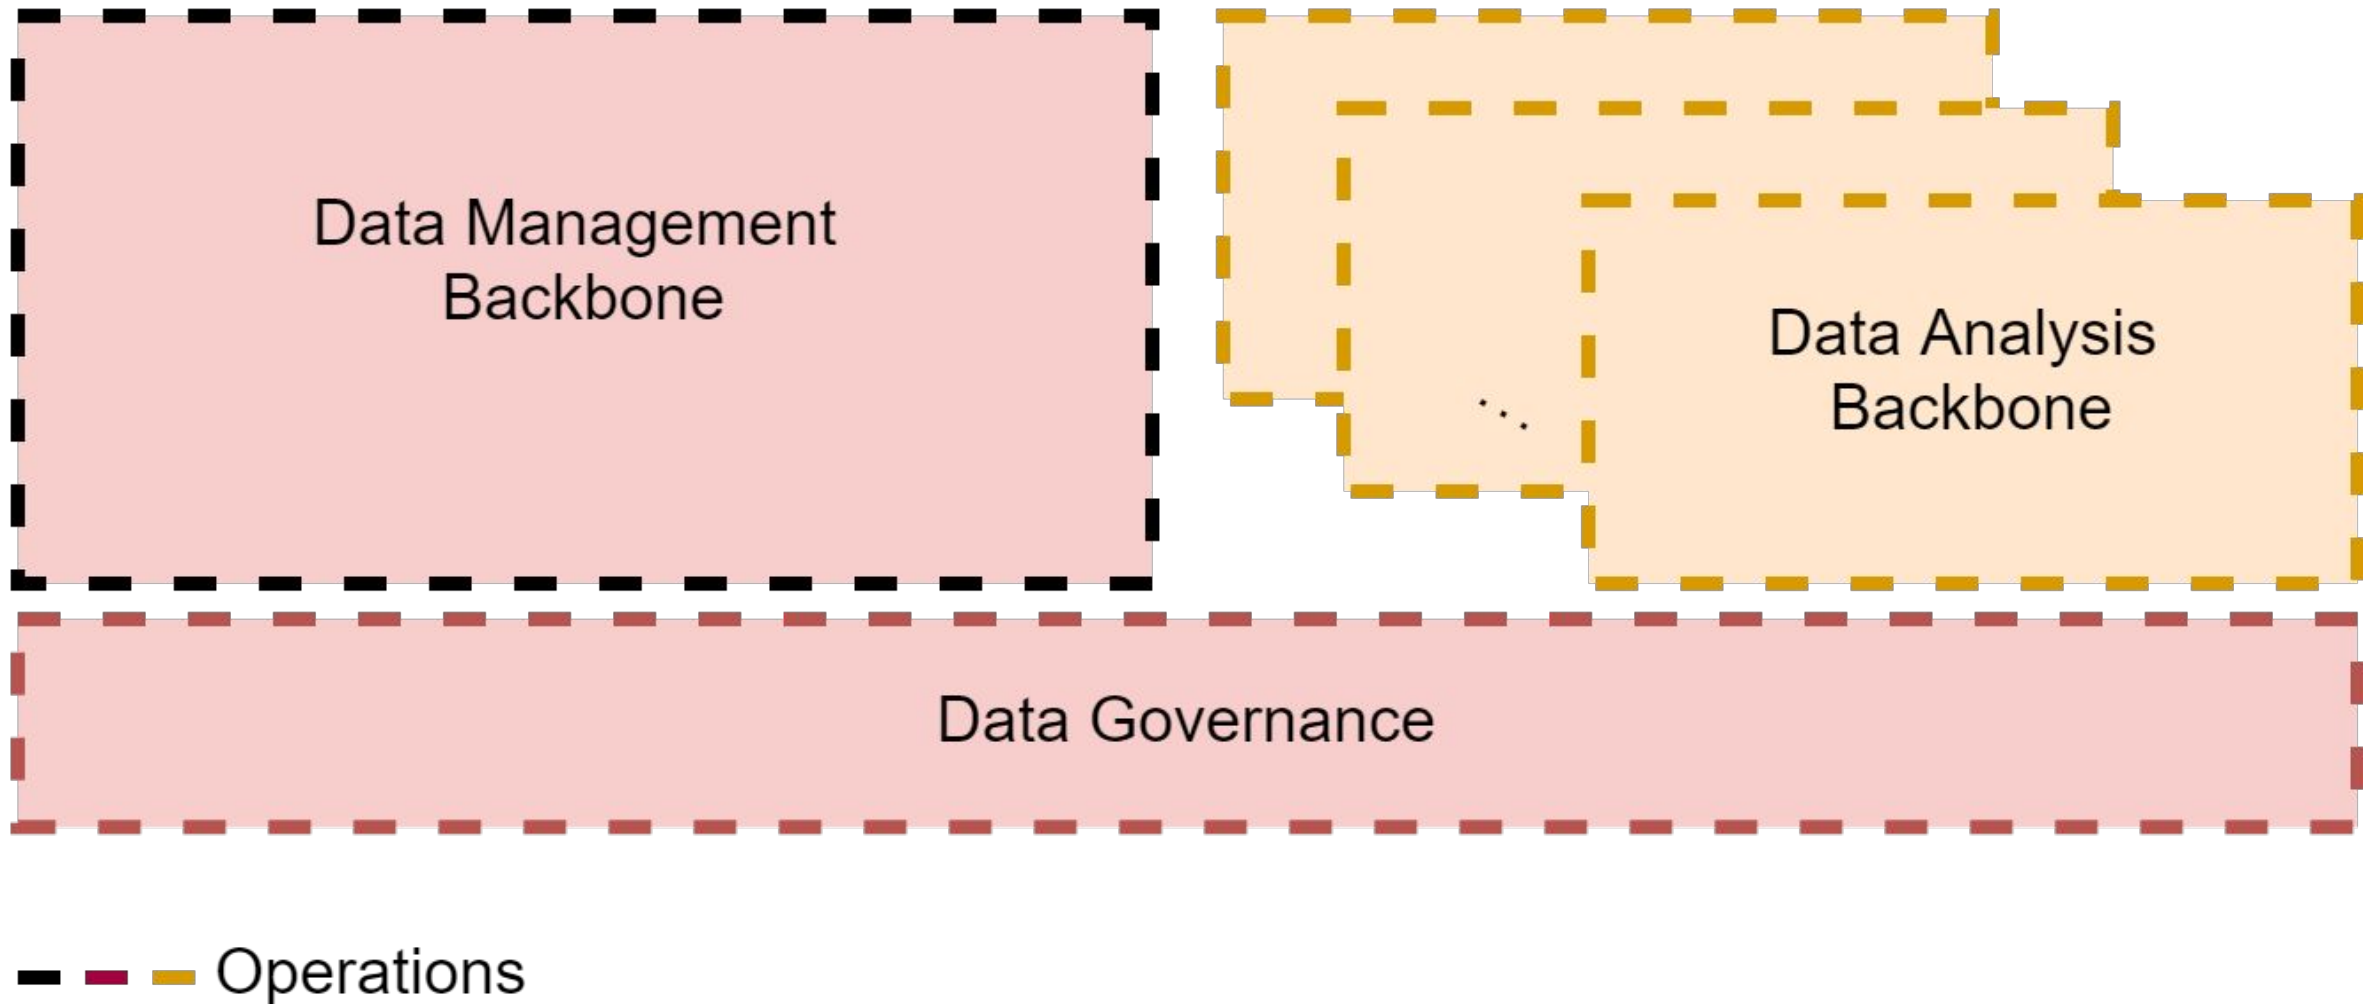 Data Management
Backbone
Data Analysis
Backbone
Data Governance
Operations